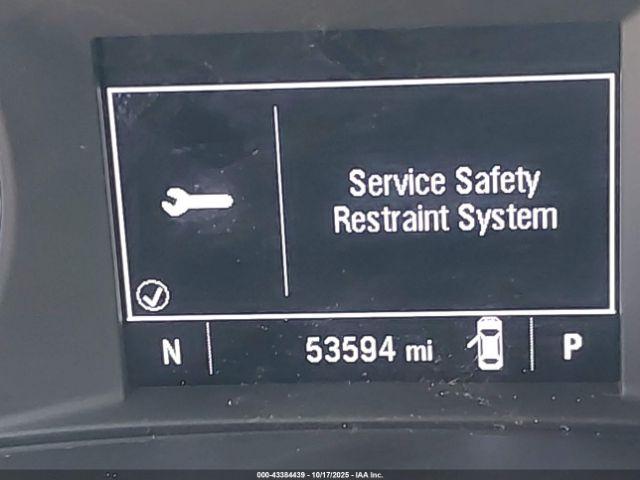 Service Safety
Restraint System
N 53594 mi P
000-43384439 - 10/17/2025 - IAA Inc.